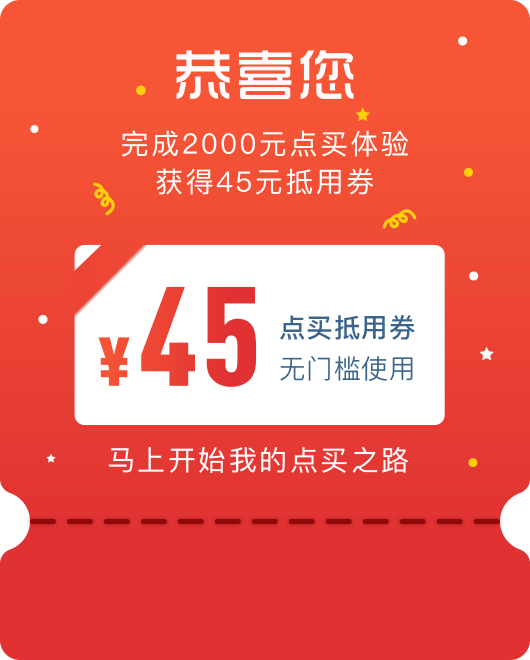 恭喜您
完成2000元点买体验
获得45元抵用券
¥45
点买抵用券
无门槛使用
马上开始我的点买之路